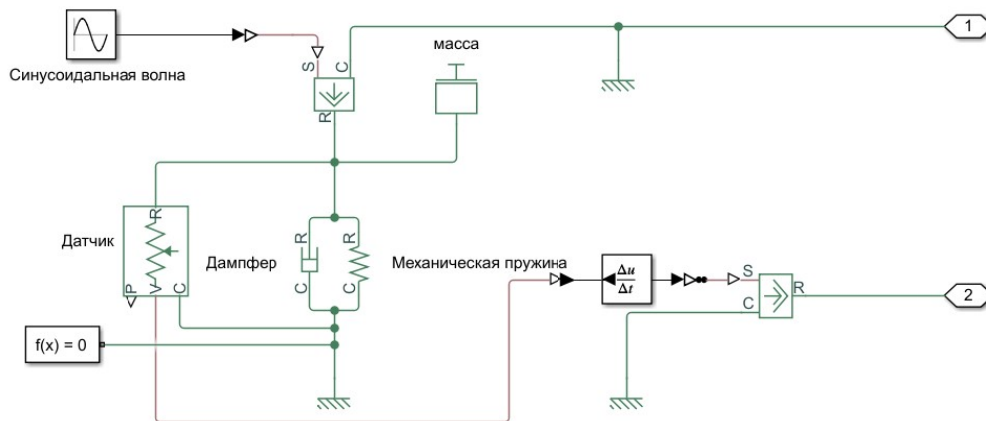 1
масса
S
C
Синусоидальная волна
R
R
Датчик
R
R
Дампфер
Механическая пружина
Δu
Δt
S
R
2
C
C
C
P
V
C
f(x) = 0